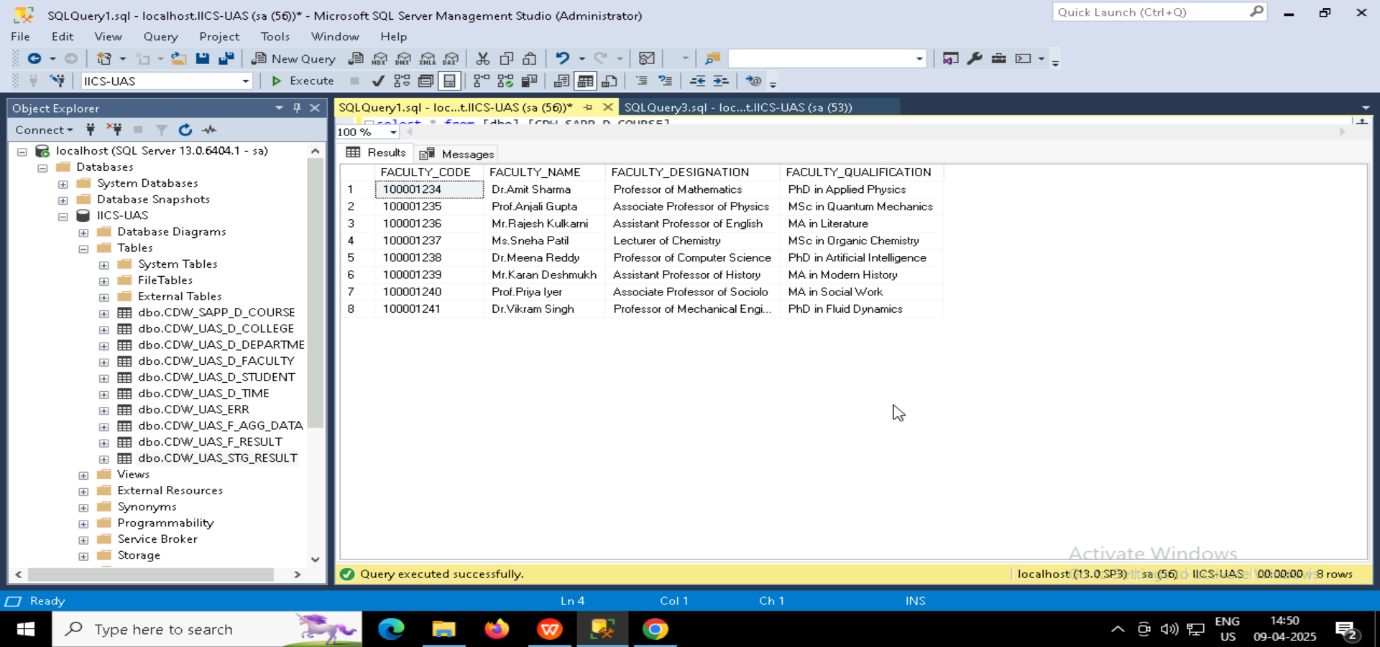 SQLQuery1.sql - localhost.IICS-UAS (sa (56))* - Microsoft SQL Server Management Studio (Administrator)
Quick Launch (Ctrl+Q)
File Edit View Query Project Tools Window Help
New Query
MDX DMX XMLA DAX
IICS-UAS
Execute
Object Explorer
SQLQuery1.sql - loc...t.IICS-UAS (sa (56))*
SQLQuery3.sql - loc...t.IICS-UAS (sa (53))
Connect
select * from [dbo].[CDW_SAPP_D_COURSE]
100 %
Results Messages
localhost (SQL Server 13.0.6404.1 - sa)
Databases
System Databases
Database Snapshots
IICS-UAS
Database Diagrams
Tables
System Tables
FileTables
External Tables
dbo.CDW_SAPP_D_COURSE
dbo.CDW_UAS_D_COLLEGE
dbo.CDW_UAS_D_DEPARTME
dbo.CDW_UAS_D_FACULTY
dbo.CDW_UAS_D_STUDENT
dbo.CDW_UAS_D_TIME
dbo.CDW_UAS_ERR
dbo.CDW_UAS_F_AGG_DATA
dbo.CDW_UAS_F_RESULT
dbo.CDW_UAS_STG_RESULT
Views
External Resources
Synonyms
Programmability
Service Broker
Storage
FACULTY_CODE FACULTY_NAME FACULTY_DESIGNATION FACULTY_QUALIFICATION
1 100001234 Dr.Amit Sharma Professor of Mathematics PhD in Applied Physics
2 100001235 Prof.Anjali Gupta Associate Professor of Physics MSc in Quantum Mechanics
3 100001236 Mr.Rajesh Kulkarni Assistant Professor of English MA in Literature
4 100001237 Ms.Sneha Patil Lecturer of Chemistry MSc in Organic Chemistry
5 100001238 Dr.Meena Reddy Professor of Computer Science PhD in Artificial Intelligence
6 100001239 Mr.Karan Deshmukh Assistant Professor of History MA in Modern History
7 100001240 Prof.Priya Iyer Associate Professor of Sociolo MA in Social Work
8 100001241 Dr.Vikram Singh Professor of Mechanical Engi... PhD in Fluid Dynamics
Activate Windows
Query executed successfully.
localhost (13.0 SP3) sa (56) IICS-UAS 00:00:00 8 rows
Ready Ln 4 Col 1 Ch 1 INS
Type here to search
ENG
US
14:50
09-04-2025
2